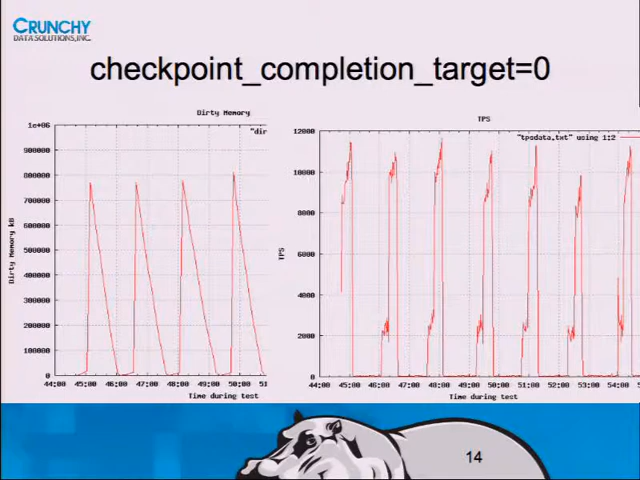 CRUNCHY
DATA SOLUTIONS, INC.
checkpoint_completion_target=0
Dirty Memory
1e+06
"dir
900000
800000
700000
600000
500000
400000
300000
200000
100000
0
Dirty Memory kB
44:00 45:00 46:00 47:00 48:00 49:00 50:00 51
Time during test
TPS
12000
"tpsdata.txt" using 1:2
10000
8000
6000
4000
2000
0
TPS
44:00 45:00 46:00 47:00 48:00 49:00 50:00 51:00 52:00 53:00 54:00 5
Time during test
14